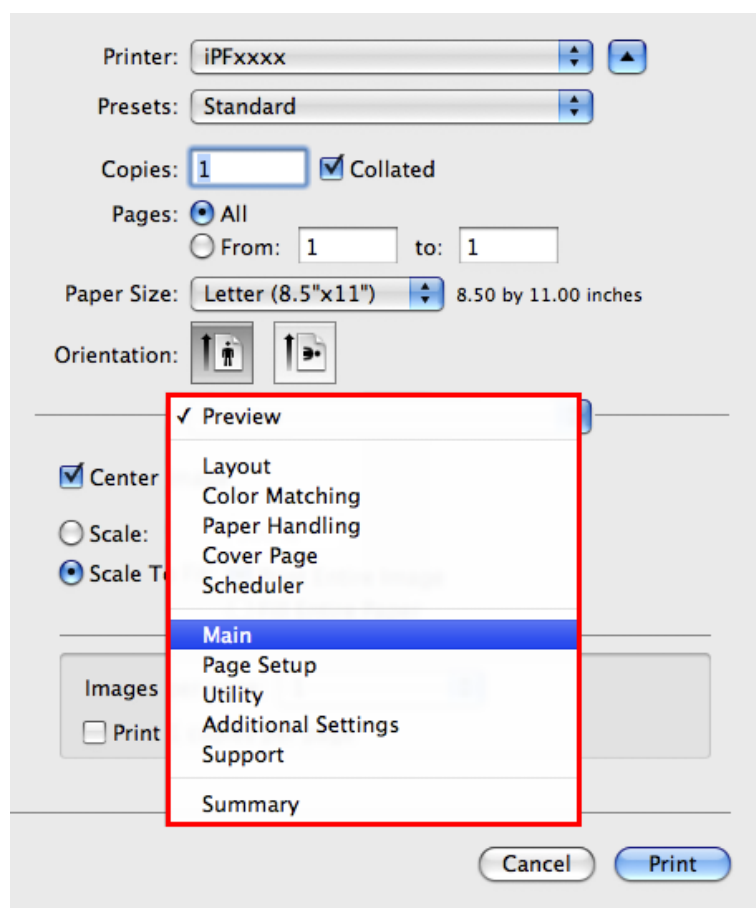 Printer: iPFxxxx
Presets: Standard
Copies: 1 Collated
Pages: All
From: 1 to: 1
Paper Size: Letter (8.5"x11") 8.50 by 11.00 inches
Orientation:
✓ Preview
Layout
Center
Color Matching
Paper Handling
Scale:
Cover Page
Scale T
Scheduler
Main
Page Setup
Images
Utility
Additional Settings
Print
Support
Summary
Cancel Print